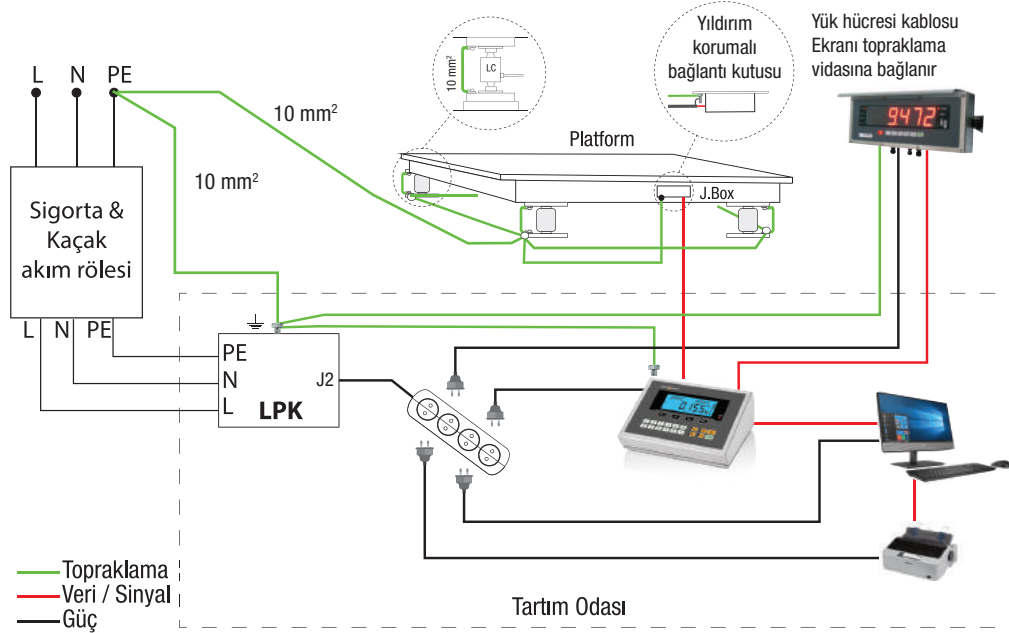 L N PE
10 mm²
10 mm²
Sigorta &
Kaçak
akım rölesi
L N PE
10 mm²
LC
Yıldırım
korumalı
bağlantı kutusu
Yük hücresi kablosu
Ekranı topraklama
vidasına bağlanır
9472
kg
Platform
J.Box
PE
N
L
J2
LPK
Topraklama
Veri / Sinyal
Güç
Tartım Odası